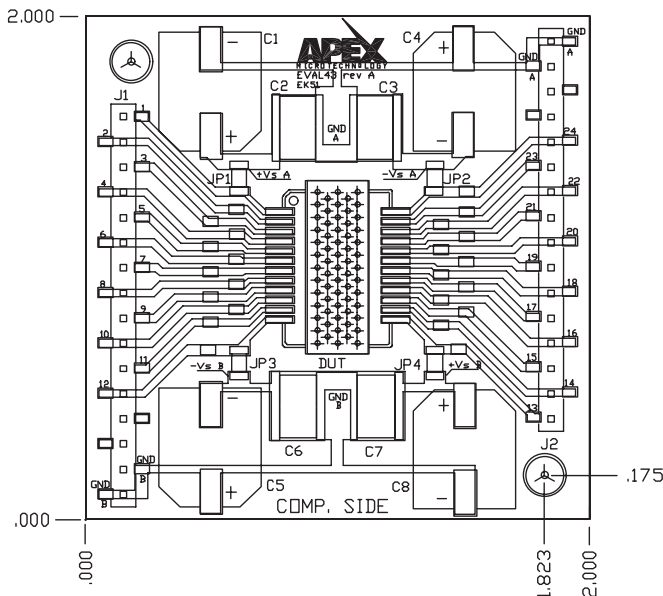 2.000
C1
C4
APEX
MICROTECHNOLOGY
EVAL43 rev A
EK51
GND
A
GND
A
J1
C2
C3
GND
A
1
2
3
4
5
6
7
8
9
10
11
12
24
23
22
21
20
19
18
17
16
15
14
13
JP1
+Vs A
-Vs A
JP2
-Vs B
JP3
DUT
JP4
+Vs B
GND
B
C6
C7
GND
B
GND
B
C5
C8
J2
COMP. SIDE
.175
.000
.000
1.823
2.000